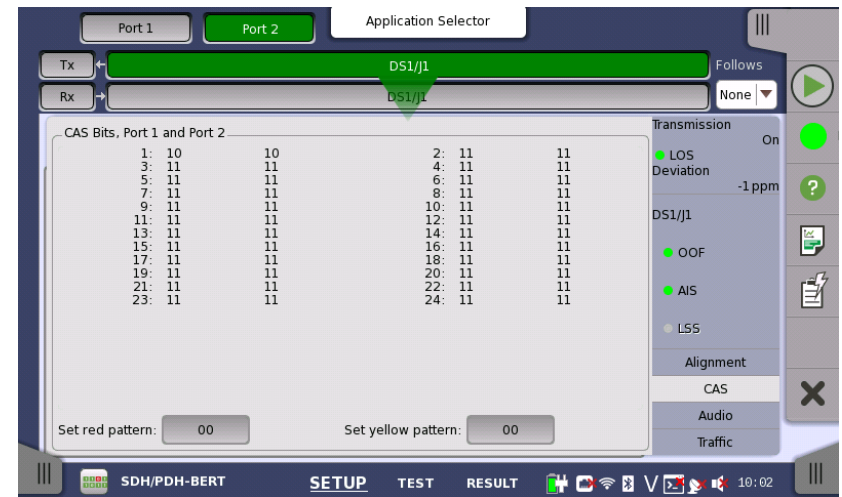 Port 1 Port 2 Application Selector
Tx DS1/J1 Follows
Rx DS1/J1 None
CAS Bits, Port 1 and Port 2
1: 10 10 2: 11 11
3: 11 11 4: 11 11
5: 11 11 6: 11 11
7: 11 11 8: 11 11
9: 11 11 10: 11 11
11: 11 11 12: 11 11
13: 11 11 14: 11 11
15: 11 11 16: 11 11
17: 11 11 18: 11 11
19: 11 11 20: 11 11
21: 11 11 22: 11 11
23: 11 11 24: 11 11
Set red pattern: 00 Set yellow pattern: 00
Transmission
On
LOS
Deviation
-1 ppm
DS1/J1
OOF
AIS
LSS
Alignment
CAS
Audio
Traffic
?
SDH/PDH-BERT SETUP TEST RESULT 10:02